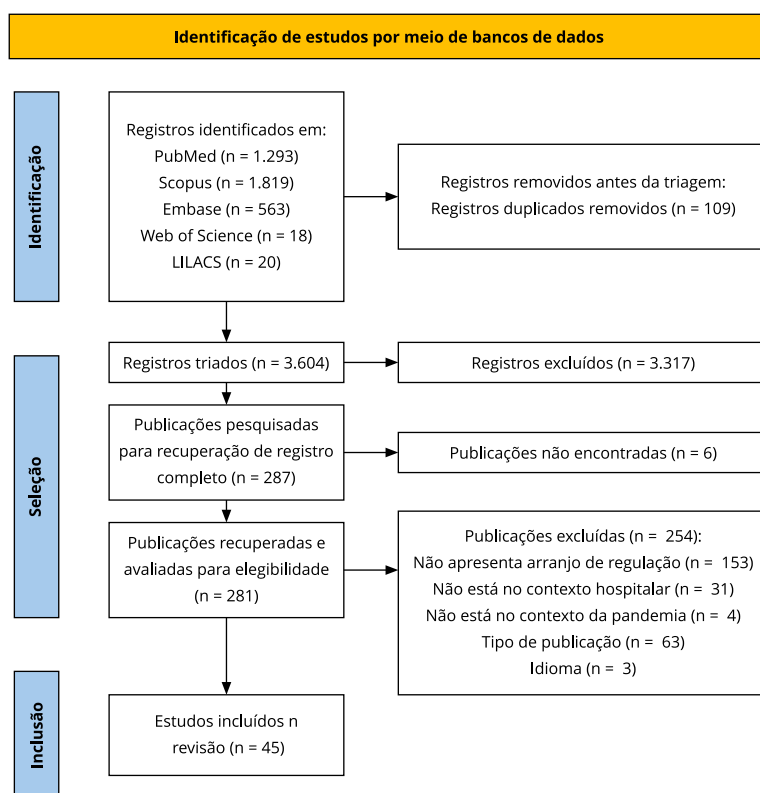 Identificação de estudos por meio de bancos de dados
Identificação
Registros identificados em:
PubMed (n = 1.293)
Scopus (n = 1.819)
Embase (n = 563)
Web of Science (n = 18)
LILACS (n = 20)
Registros removidos antes da triagem:
Registros duplicados removidos (n = 109)
Seleção
Registros triados (n = 3.604)
Registros excluídos (n = 3.317)
Publicações pesquisadas
para recuperação de registro
completo (n = 287)
Publicações não encontradas (n = 6)
Publicações recuperadas e
avaliadas para elegibilidade
(n = 281)
Publicações excluídas (n = 254):
Não apresenta arranjo de regulação (n = 153)
Não está no contexto hospitalar (n = 31)
Não está no contexto da pandemia (n = 4)
Tipo de publicação (n = 63)
Idioma (n = 3)
Inclusão
Estudos incluídos n
revisão (n = 45)